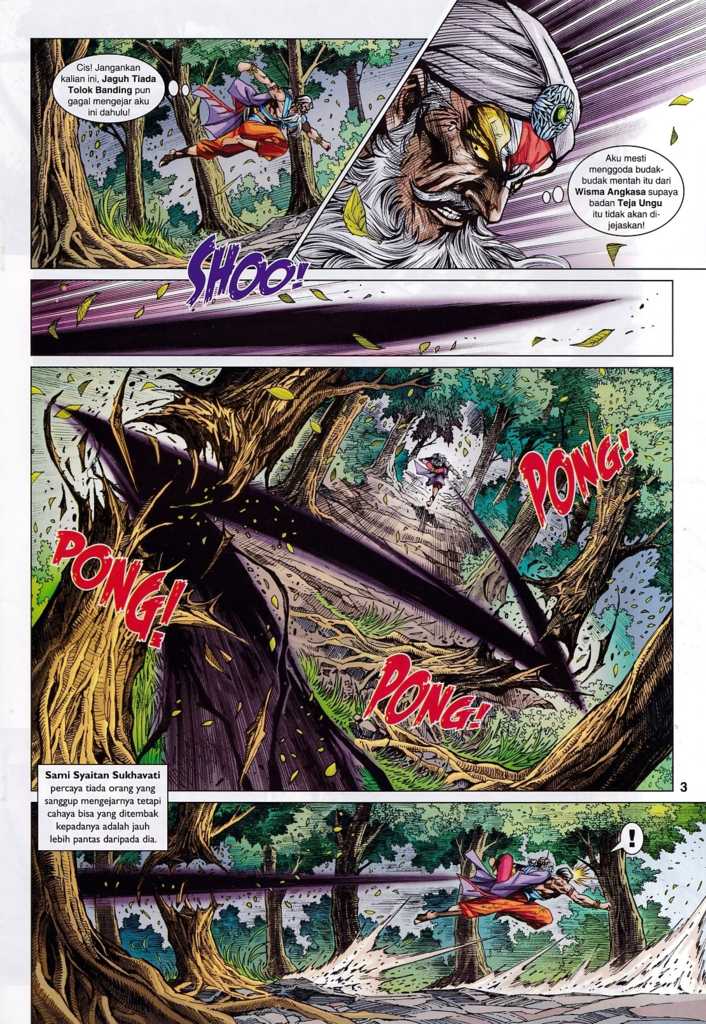 Cis! Jangankan
kalian ini, Jaguh Tiada
Tolok Banding pun
gagal mengejar aku
ini dahulu!
Aku mesti
menggoda budak-
budak mentah itu dari
Wisma Angkasa supaya
badan Teja Ungu
itu tidak akan di-
jejaskan!
SHOO!
PONG!
PONG!
PONG!
Sami Syaitan Sukhavati
percaya tiada orang yang
sanggup mengejarnya tetapi
cahaya bisa yang ditembak
kepadanya adalah jauh
lebih pantas daripada dia.
3
!